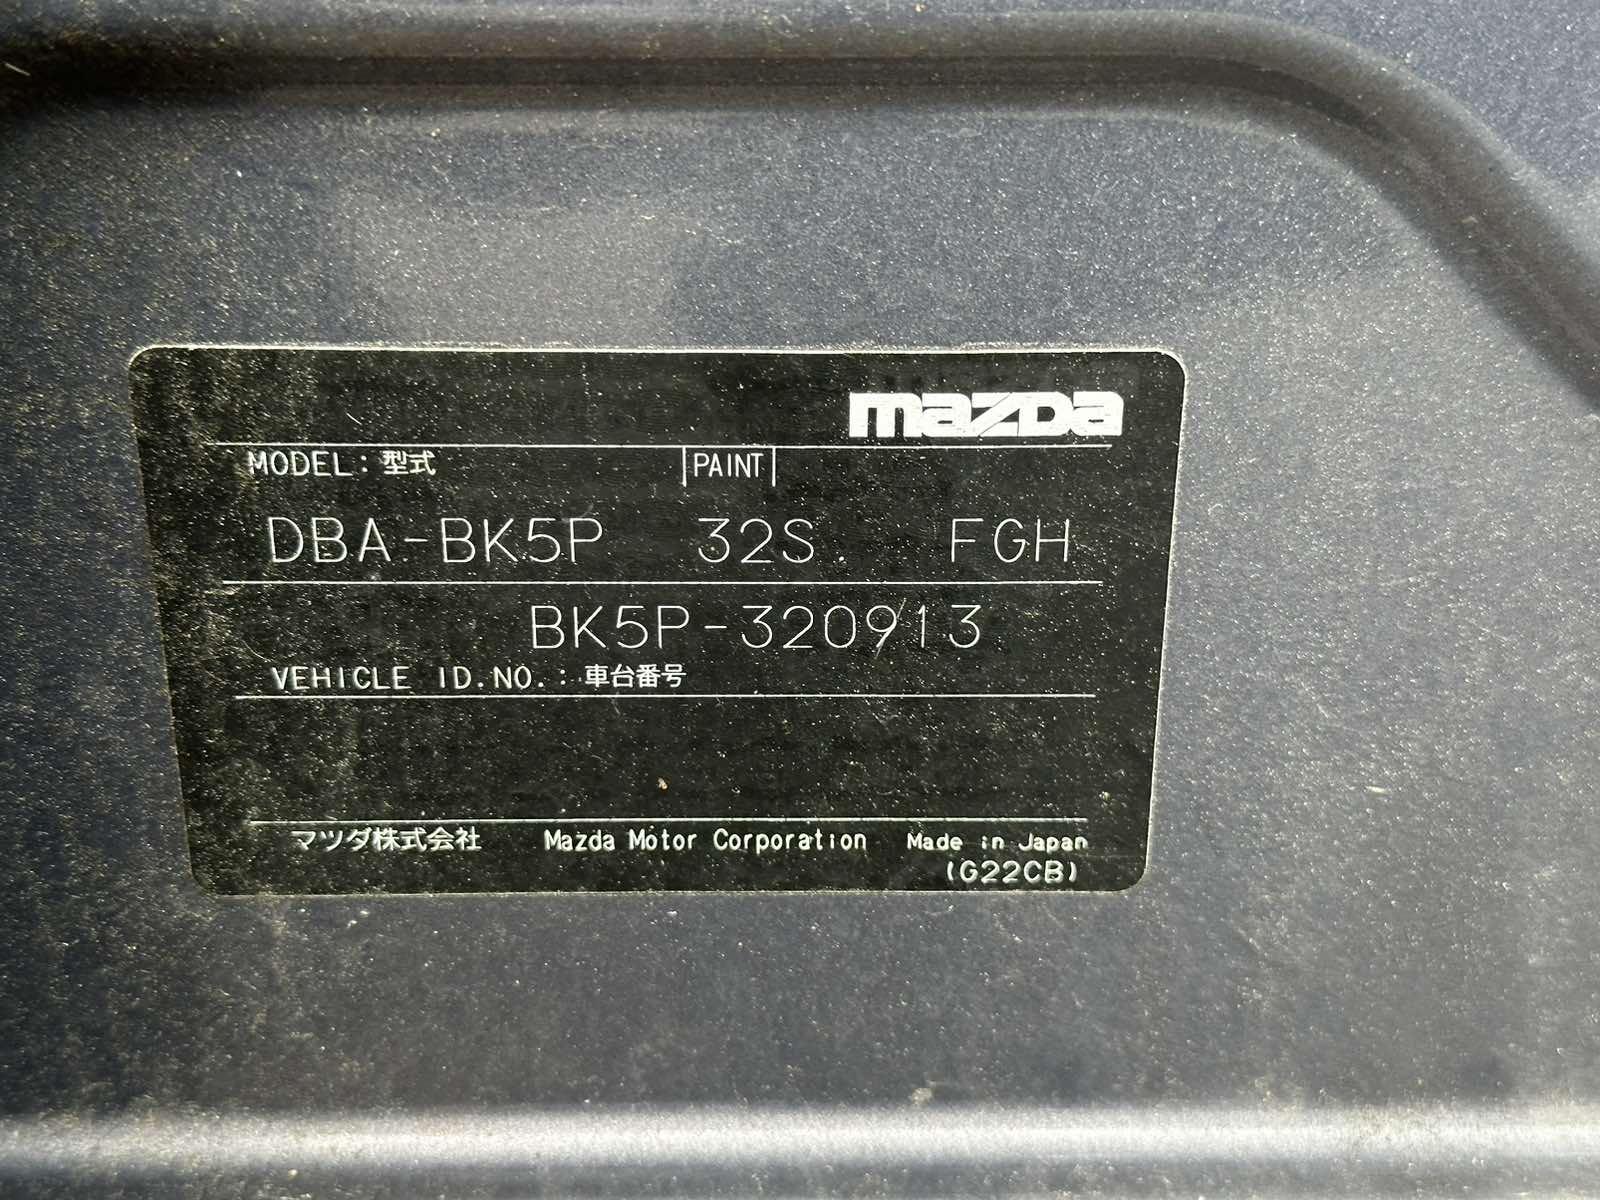 mazda
MODEL: 型式 PAINT
DBA-BK5P 32S. FGH
BK5P-320913
VEHICLE ID.NO.: 車台番号
マツダ株式会社 Mazda Motor Corporation Made in Japan
(G22CB)